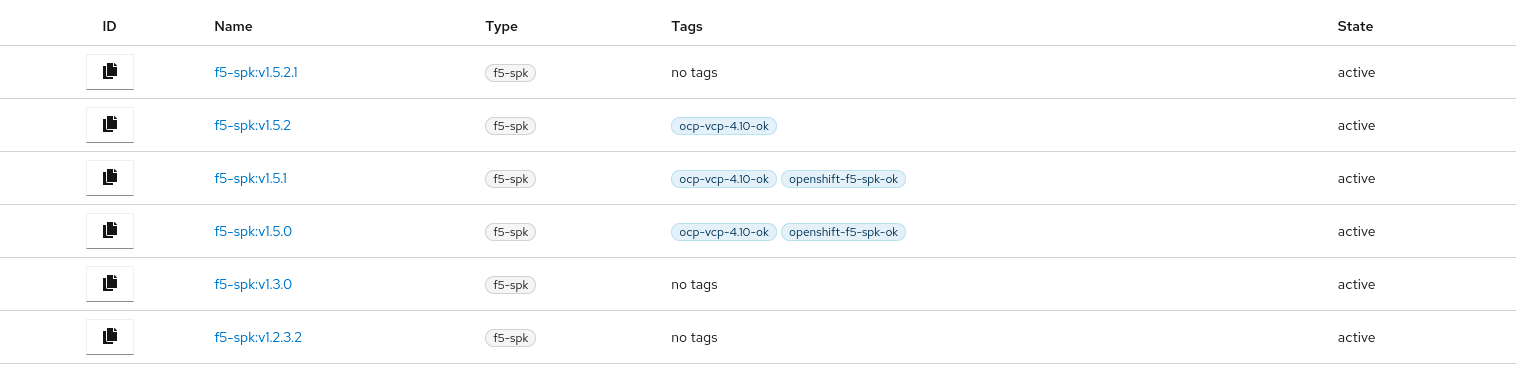 ID Name Type Tags State
f5-spk:v1.5.2.1 f5-spk no tags active
f5-spk:v1.5.2 f5-spk ocp-vcp-4.10-ok active
f5-spk:v1.5.1 f5-spk ocp-vcp-4.10-ok openshift-f5-spk-ok active
f5-spk:v1.5.0 f5-spk ocp-vcp-4.10-ok openshift-f5-spk-ok active
f5-spk:v1.3.0 f5-spk no tags active
f5-spk:v1.2.3.2 f5-spk no tags active